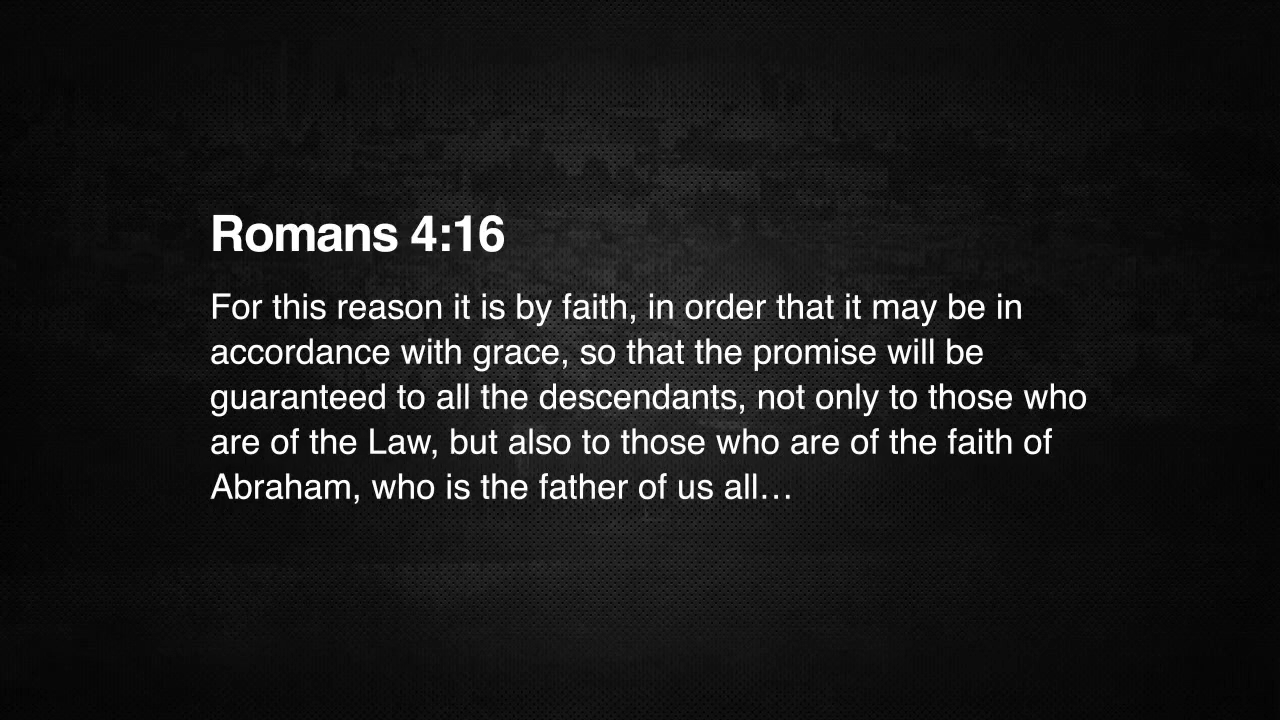 Romans 4:16
For this reason it is by faith, in order that it may be in
accordance with grace, so that the promise will be
guaranteed to all the descendants, not only to those who
are of the Law, but also to those who are of the faith of
Abraham, who is the father of us all…